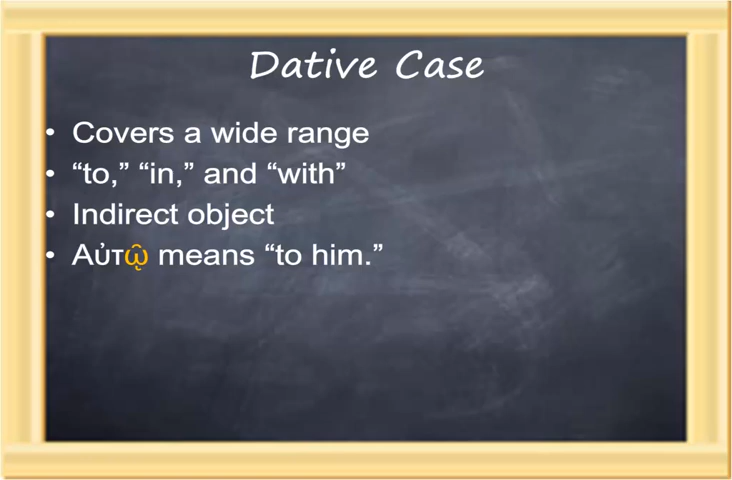 Dative Case
• Covers a wide range
• “to,” “in,” and “with”
• Indirect object
• Αὐτῷ means “to him.”